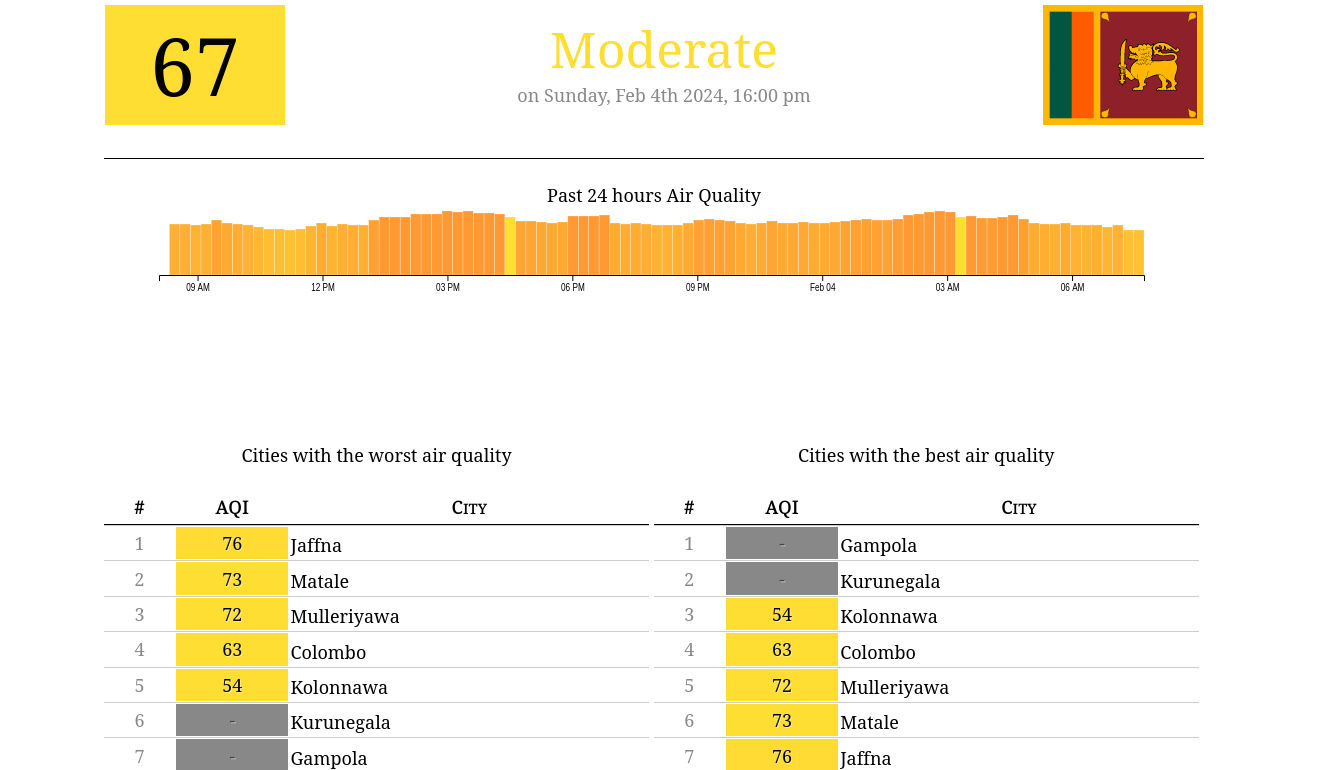 67
Moderate
on Sunday, Feb 4th 2024, 16:00 pm
Past 24 hours Air Quality
09 AM 12 PM 03 PM 06 PM 09 PM Feb 04 03 AM 06 AM
Cities with the worst air quality
# AQI City
1 76 Jaffna
2 73 Matale
3 72 Mulleriyawa
4 63 Colombo
5 54 Kolonnawa
6 - Kurunegala
7 - Gampola
Cities with the best air quality
# AQI City
1 - Gampola
2 - Kurunegala
3 54 Kolonnawa
4 63 Colombo
5 72 Mulleriyawa
6 73 Matale
7 76 Jaffna